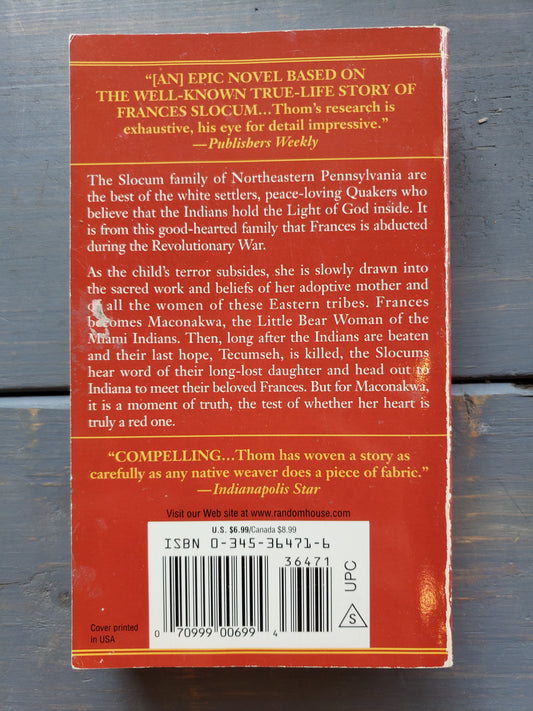 “[AN] EPIC NOVEL BASED ON
THE WELL-KNOWN TRUE-LIFE STORY OF
FRANCES SLOCUM...Thom's research is
exhaustive, his eye for detail impressive.”
—Publishers Weekly
The Slocum family of Northeastern Pennsylvania are
the best of the white settlers, peace-loving Quakers who
believe that the Indians hold the Light of God inside. It
is from this good-hearted family that Frances is abducted
during the Revolutionary War.
As the child's terror subsides, she is slowly drawn into
the sacred work and beliefs of her adoptive mother and
of all the women of these Eastern tribes. Frances
becomes Maconakwa, the Little Bear Woman of the
Miami Indians. Then, long after the Indians are beaten
and their last hope, Tecumseh, is killed, the Slocums
hear word of their long-lost daughter and head out to
Indiana to meet their beloved Frances. But for Maconakwa,
it is a moment of truth, the test of whether her heart is
truly a red one.
“COMPELLING...Thom has woven a story as
carefully as any native weaver does a piece of fabric.”
—Indianapolis Star
Visit our Web site at www.randomhouse.com
U.S. $6.99/Canada $8.99
ISBN 0-345-36471-6
36471
UPC
S
0 70999 00699 4
Cover printed
in USA